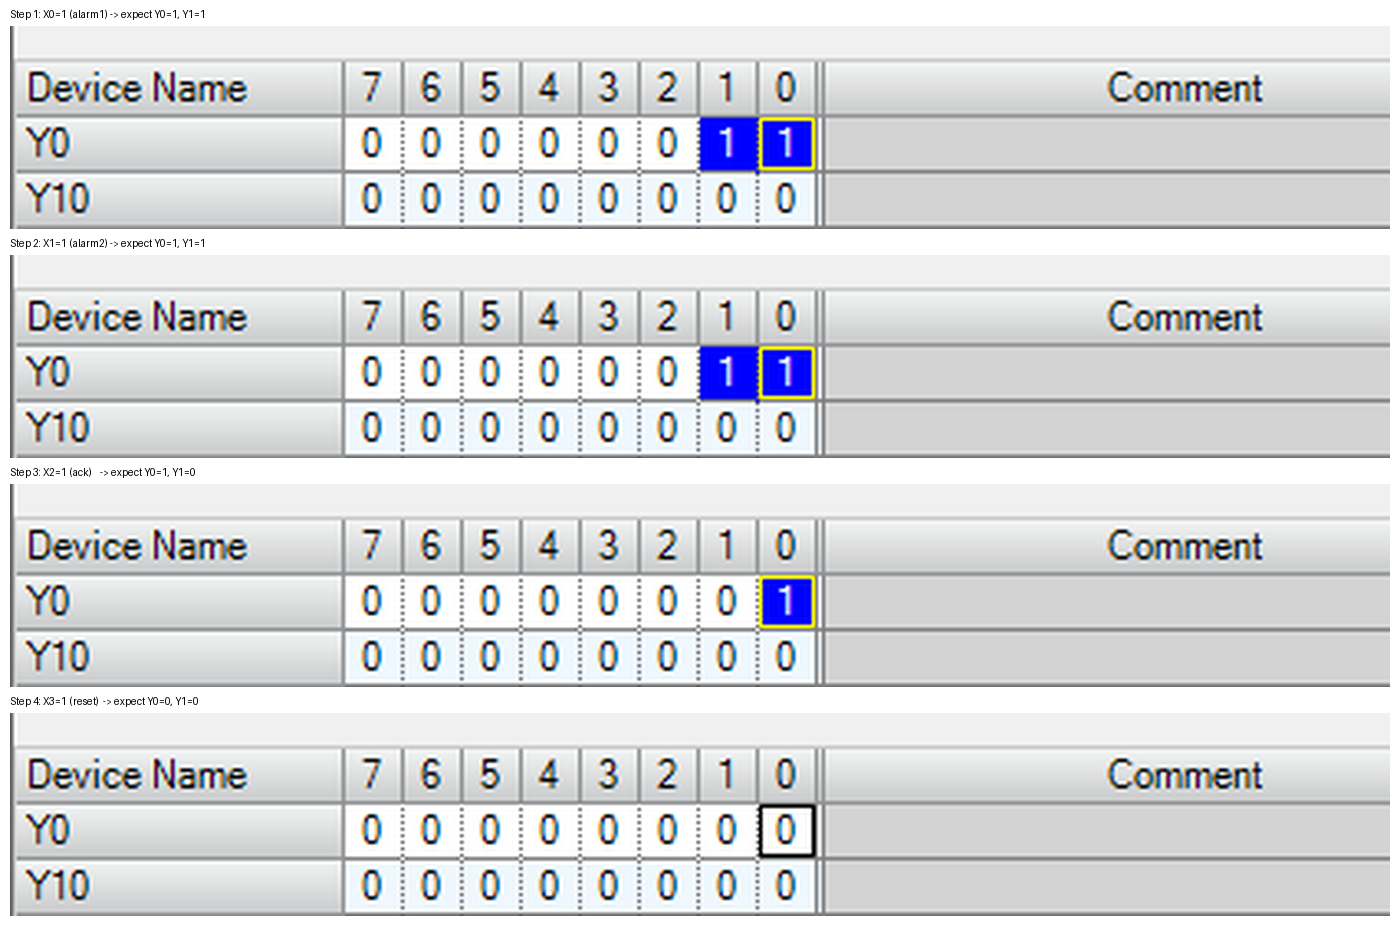 Step 1: X0=1 (alarm1) -> expect Y0=1, Y1=1
Device Name 7 6 5 4 3 2 1 0 Comment
Y0 0 0 0 0 0 0 1 1
Y10 0 0 0 0 0 0 0 0
Step 2: X1=1 (alarm2) -> expect Y0=1, Y1=1
Device Name 7 6 5 4 3 2 1 0 Comment
Y0 0 0 0 0 0 0 1 1
Y10 0 0 0 0 0 0 0 0
Step 3: X2=1 (ack) -> expect Y0=1, Y1=0
Device Name 7 6 5 4 3 2 1 0 Comment
Y0 0 0 0 0 0 0 0 1
Y10 0 0 0 0 0 0 0 0
Step 4: X3=1 (reset) -> expect Y0=0, Y1=0
Device Name 7 6 5 4 3 2 1 0 Comment
Y0 0 0 0 0 0 0 0 0
Y10 0 0 0 0 0 0 0 0